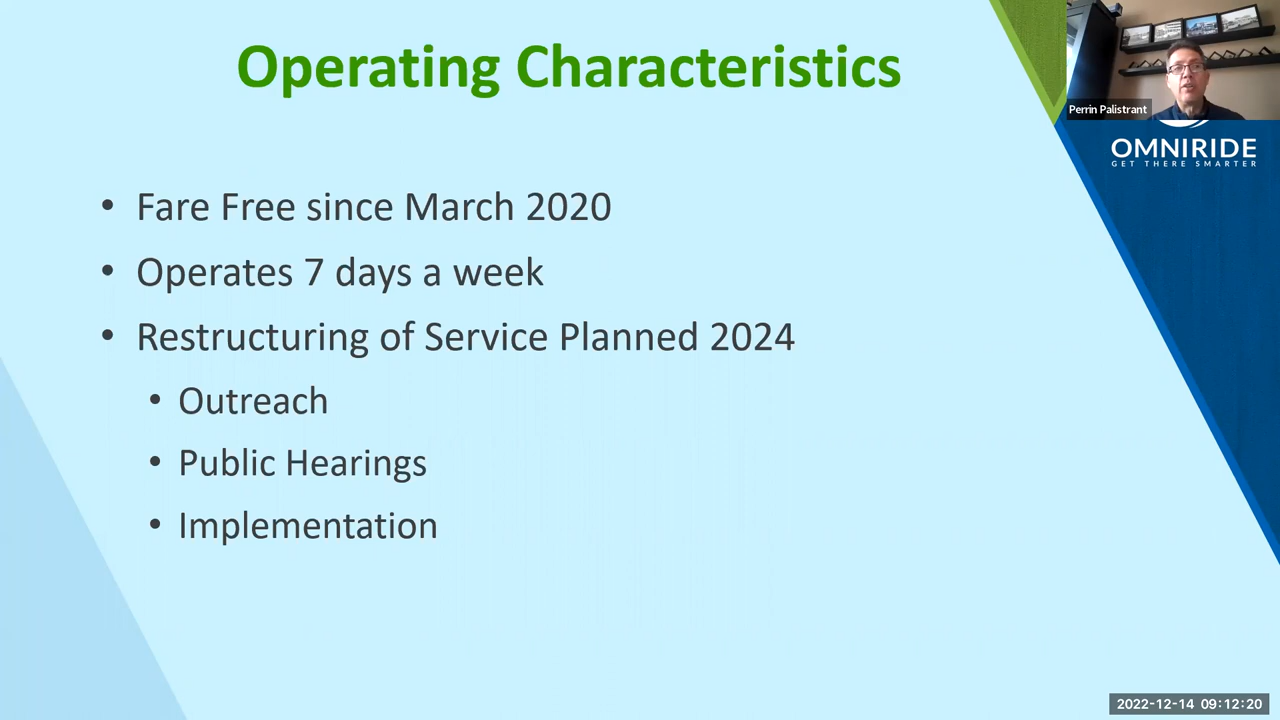 Operating Characteristics
Perrin Palistrant
OMNIRIDE
GET THERE SMARTER
• Fare Free since March 2020
• Operates 7 days a week
• Restructuring of Service Planned 2024
• Outreach
• Public Hearings
• Implementation
2022-12-14 09:12:20